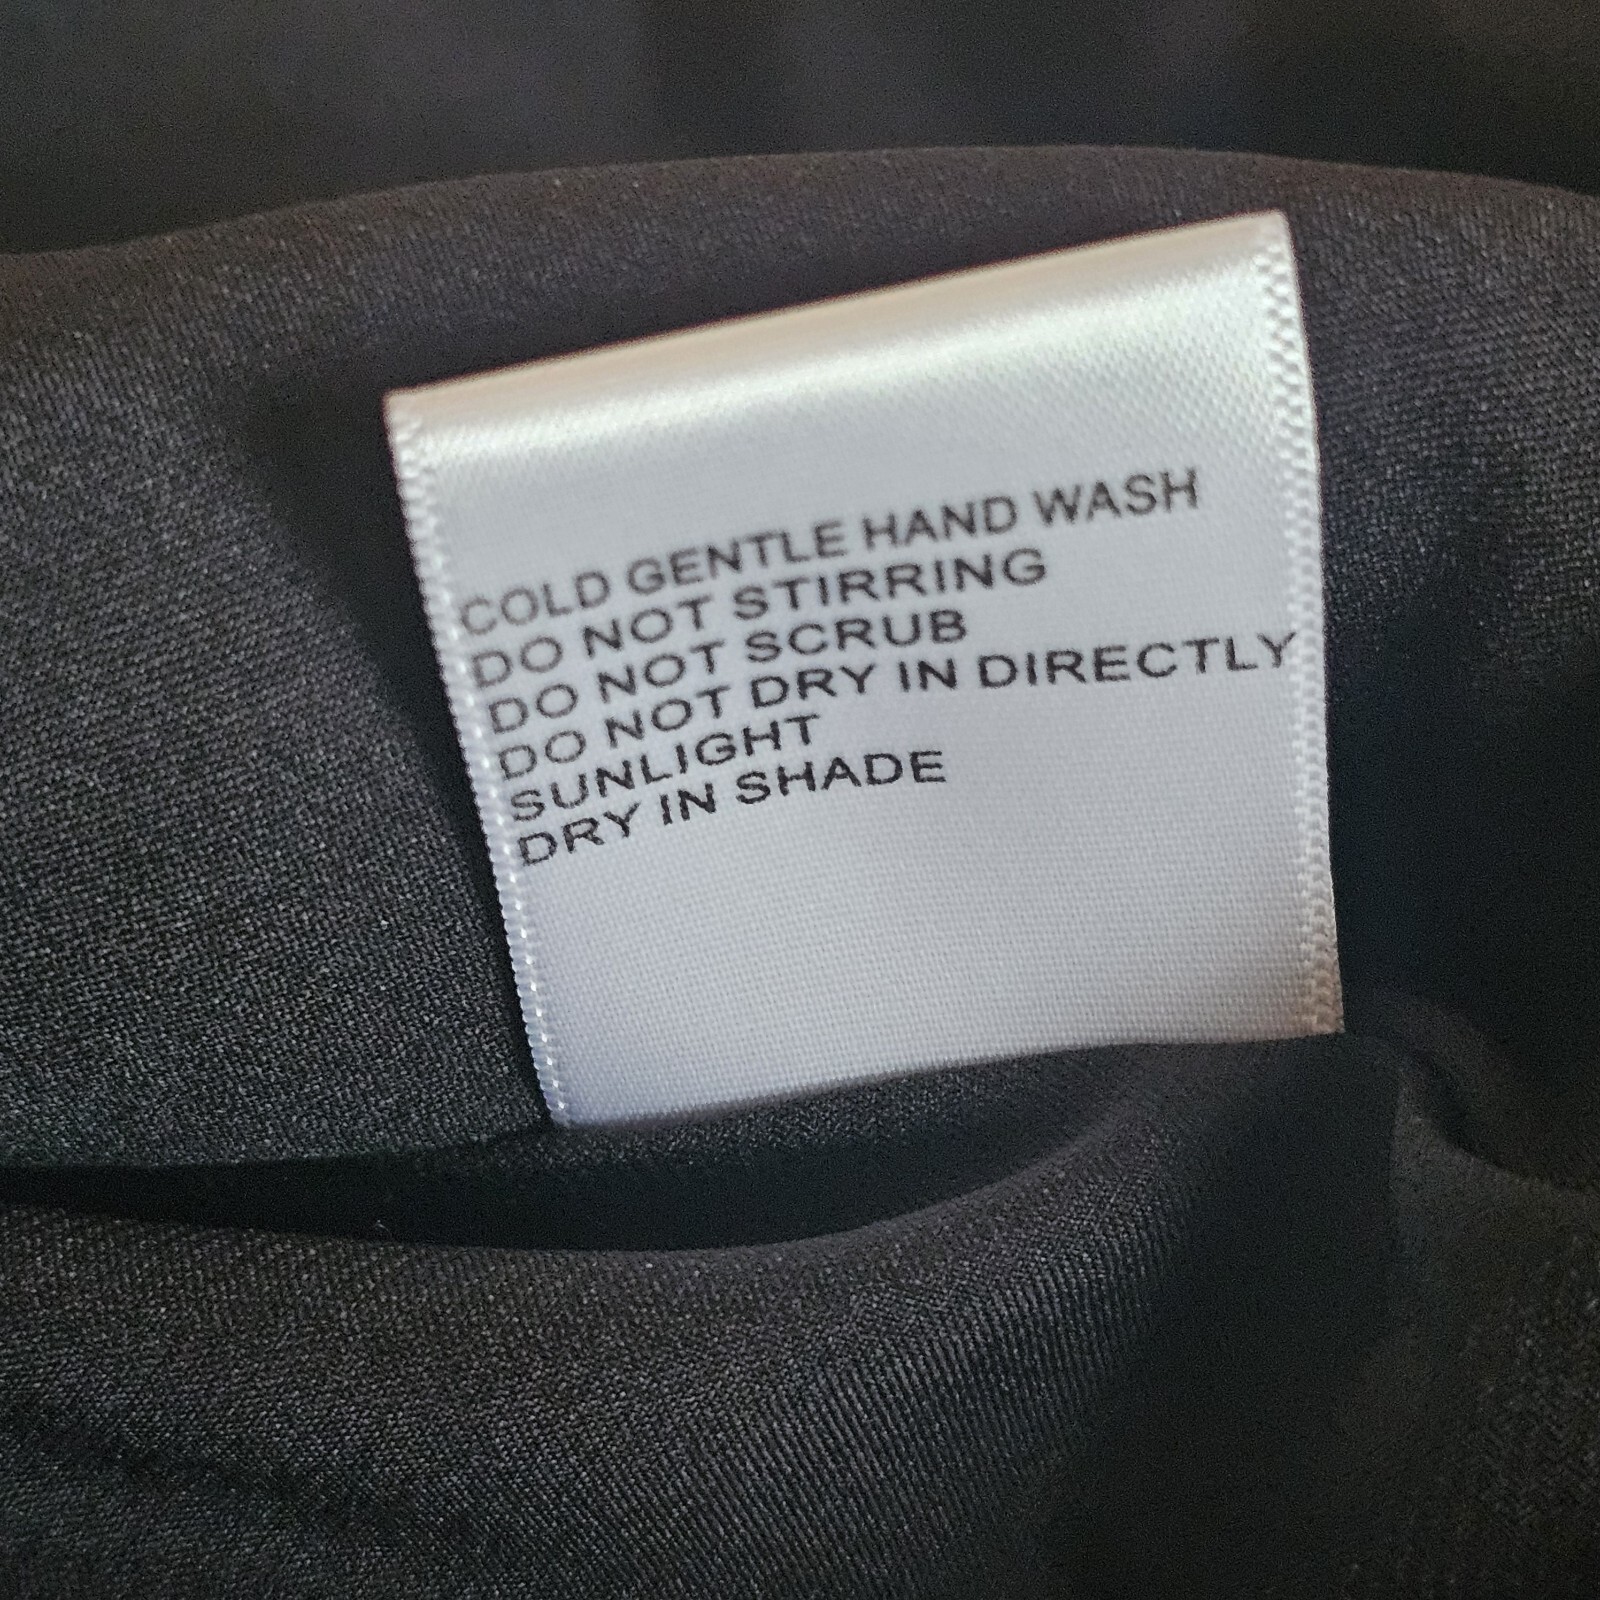 COLD GENTLE HAND WASH
DO NOT STIRRING
DO NOT SCRUB
DO NOT DRY IN DIRECTLY
SUNLIGHT
DRY IN SHADE